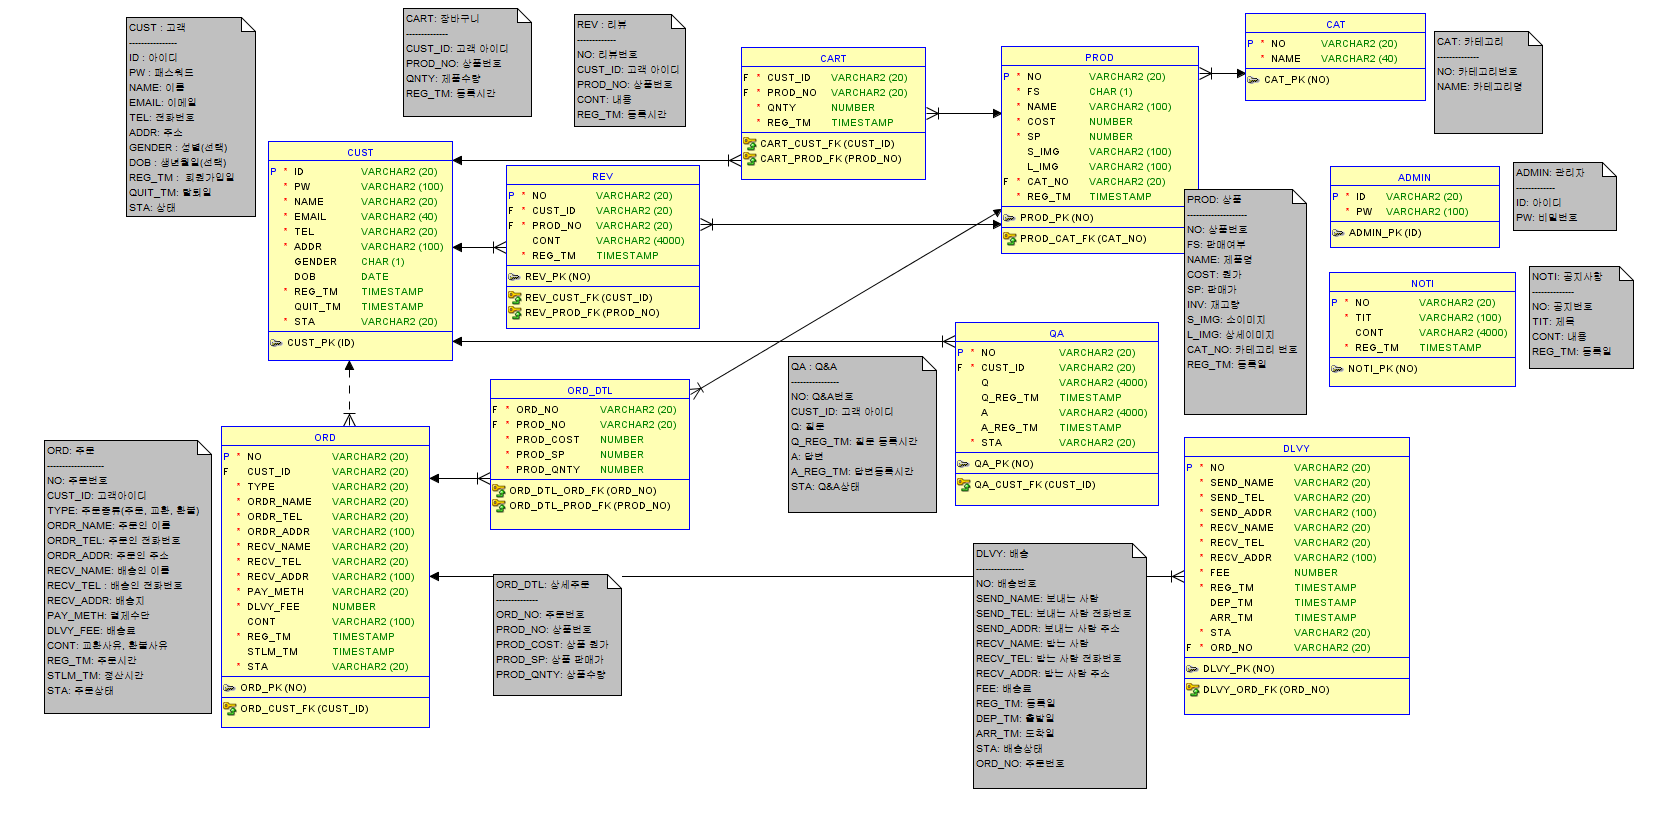 CUST : 고객
----------------
ID : 아이디
PW : 패스워드
NAME: 이름
EMAIL: 이메일
TEL: 전화번호
ADDR: 주소
GENDER : 성별(선택)
DOB : 생년월일(선택)
REG_TM : 회원가입일
QUIT_TM: 탈퇴일
STA: 상태
CART: 장바구니
--------------
CUST_ID: 고객 아이디
PROD_NO: 상품번호
QNTY: 제품수량
REG_TM: 등록시간
REV : 리뷰
-------------
NO: 리뷰번호
CUST_ID: 고객 아이디
PROD_NO: 상품번호
CONT: 내용
REG_TM: 등록시간
CART
F * CUST_ID VARCHAR2 (20)
F * PROD_NO VARCHAR2 (20)
* QNTY NUMBER
* REG_TM TIMESTAMP
CART_CUST_FK (CUST_ID)
CART_PROD_FK (PROD_NO)
PROD
P * NO VARCHAR2 (20)
* FS CHAR (1)
* NAME VARCHAR2 (100)
* COST NUMBER
* SP NUMBER
S_IMG VARCHAR2 (100)
L_IMG VARCHAR2 (100)
F * CAT_NO VARCHAR2 (20)
* REG_TM TIMESTAMP
PROD_PK (NO)
PROD_CAT_FK (CAT_NO)
CAT
P * NO VARCHAR2 (20)
* NAME VARCHAR2 (40)
CAT_PK (NO)
CAT: 카테고리
--------------
NO: 카테고리번호
NAME: 카테고리명
CUST
P * ID VARCHAR2 (20)
* PW VARCHAR2 (100)
* NAME VARCHAR2 (20)
* EMAIL VARCHAR2 (40)
* TEL VARCHAR2 (20)
* ADDR VARCHAR2 (100)
GENDER CHAR (1)
DOB DATE
* REG_TM TIMESTAMP
QUIT_TM TIMESTAMP
* STA VARCHAR2 (20)
CUST_PK (ID)
REV
P * NO VARCHAR2 (20)
F * CUST_ID VARCHAR2 (20)
F * PROD_NO VARCHAR2 (20)
CONT VARCHAR2 (4000)
* REG_TM TIMESTAMP
REV_PK (NO)
REV_CUST_FK (CUST_ID)
REV_PROD_FK (PROD_NO)
PROD: 상품
--------------------
NO: 상품번호
FS: 판매여부
NAME: 제품명
COST: 원가
SP: 판매가
INV: 재고량
S_IMG: 소이미지
L_IMG: 상세이미지
CAT_NO: 카테고리 번호
REG_TM: 등록일
ADMIN
P * ID VARCHAR2 (20)
* PW VARCHAR2 (100)
ADMIN_PK (ID)
ADMIN: 관리자
-------------
ID: 아이디
PW: 비밀번호
NOTI
P * NO VARCHAR2 (20)
* TIT VARCHAR2 (100)
CONT VARCHAR2 (4000)
* REG_TM TIMESTAMP
NOTI_PK (NO)
NOTI: 공지사항
--------------
NO: 공지번호
TIT: 제목
CONT: 내용
REG_TM: 등록일
QA
P * NO VARCHAR2 (20)
F * CUST_ID VARCHAR2 (20)
Q VARCHAR2 (4000)
Q_REG_TM TIMESTAMP
A VARCHAR2 (4000)
A_REG_TM TIMESTAMP
* STA VARCHAR2 (20)
QA_PK (NO)
QA_CUST_FK (CUST_ID)
QA : Q&A
----------------
NO: Q&A번호
CUST_ID: 고객 아이디
Q: 질문
Q_REG_TM: 질문 등록시간
A: 답변
A_REG_TM: 답변등록시간
STA: Q&A상태
ORD_DTL
F * ORD_NO VARCHAR2 (20)
F * PROD_NO VARCHAR2 (20)
* PROD_COST NUMBER
* PROD_SP NUMBER
* PROD_QNTY NUMBER
ORD_DTL_ORD_FK (ORD_NO)
ORD_DTL_PROD_FK (PROD_NO)
ORD: 주문
-------------------
NO: 주문번호
CUST_ID: 고객아이디
TYPE: 주문종류(주문, 교환, 환불)
ORDR_NAME: 주문인 이름
ORDR_TEL: 주문인 전화번호
ORDR_ADDR: 주문인 주소
RECV_NAME: 배송인 이름
RECV_TEL : 배송인 전화번호
RECV_ADDR: 배송지
PAY_METH: 결제수단
DLVY_FEE: 배송료
CONT: 교환사유, 환불사유
REG_TM: 주문시간
STLM_TM: 정산시간
STA: 주문상태
ORD
P * NO VARCHAR2 (20)
F CUST_ID VARCHAR2 (20)
* TYPE VARCHAR2 (20)
* ORDR_NAME VARCHAR2 (20)
* ORDR_TEL VARCHAR2 (20)
* ORDR_ADDR VARCHAR2 (100)
* RECV_NAME VARCHAR2 (20)
* RECV_TEL VARCHAR2 (20)
* RECV_ADDR VARCHAR2 (100)
* PAY_METH VARCHAR2 (20)
* DLVY_FEE NUMBER
CONT VARCHAR2 (100)
* REG_TM TIMESTAMP
STLM_TM TIMESTAMP
* STA VARCHAR2 (20)
ORD_PK (NO)
ORD_CUST_FK (CUST_ID)
ORD_DTL: 상세주문
--------------
ORD_NO: 주문번호
PROD_NO: 상품번호
PROD_COST: 상품 원가
PROD_SP: 상품 판매가
PROD_QNTY: 상품수량
DLVY: 배송
----------------
NO: 배송번호
SEND_NAME: 보내는 사람
SEND_TEL: 보내는 사람 전화번호
SEND_ADDR: 보내는 사람 주소
RECV_NAME: 받는 사람
RECV_TEL: 받는 사람 전화번호
RECV_ADDR: 받는 사람 주소
FEE: 배송료
REG_TM: 등록일
DEP_TM: 출발일
ARR_TM: 도착일
STA: 배송상태
ORD_NO: 주문번호
DLVY
P * NO VARCHAR2 (20)
* SEND_NAME VARCHAR2 (20)
* SEND_TEL VARCHAR2 (20)
* SEND_ADDR VARCHAR2 (100)
* RECV_NAME VARCHAR2 (20)
* RECV_TEL VARCHAR2 (20)
* RECV_ADDR VARCHAR2 (100)
* FEE NUMBER
* REG_TM TIMESTAMP
DEP_TM TIMESTAMP
ARR_TM TIMESTAMP
* STA VARCHAR2 (20)
F * ORD_NO VARCHAR2 (20)
DLVY_PK (NO)
DLVY_ORD_FK (ORD_NO)